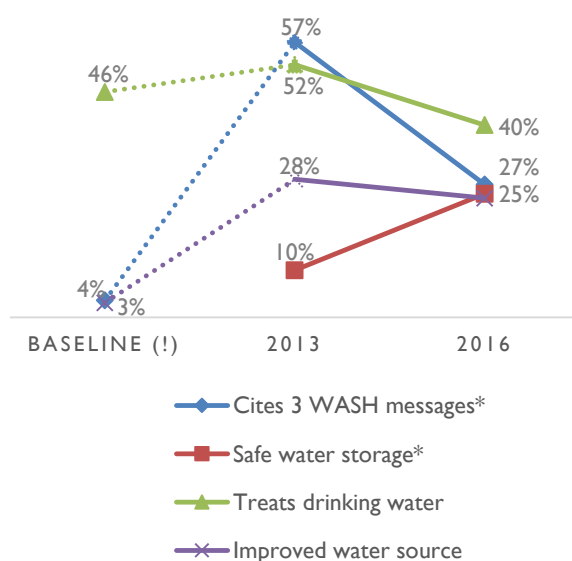 57%
46%
52%
40%
28%
27%
25%
10%
4%
3%
BASELINE (!) 2013 2016
Cites 3 WASH messages*
Safe water storage*
Treats drinking water
Improved water source